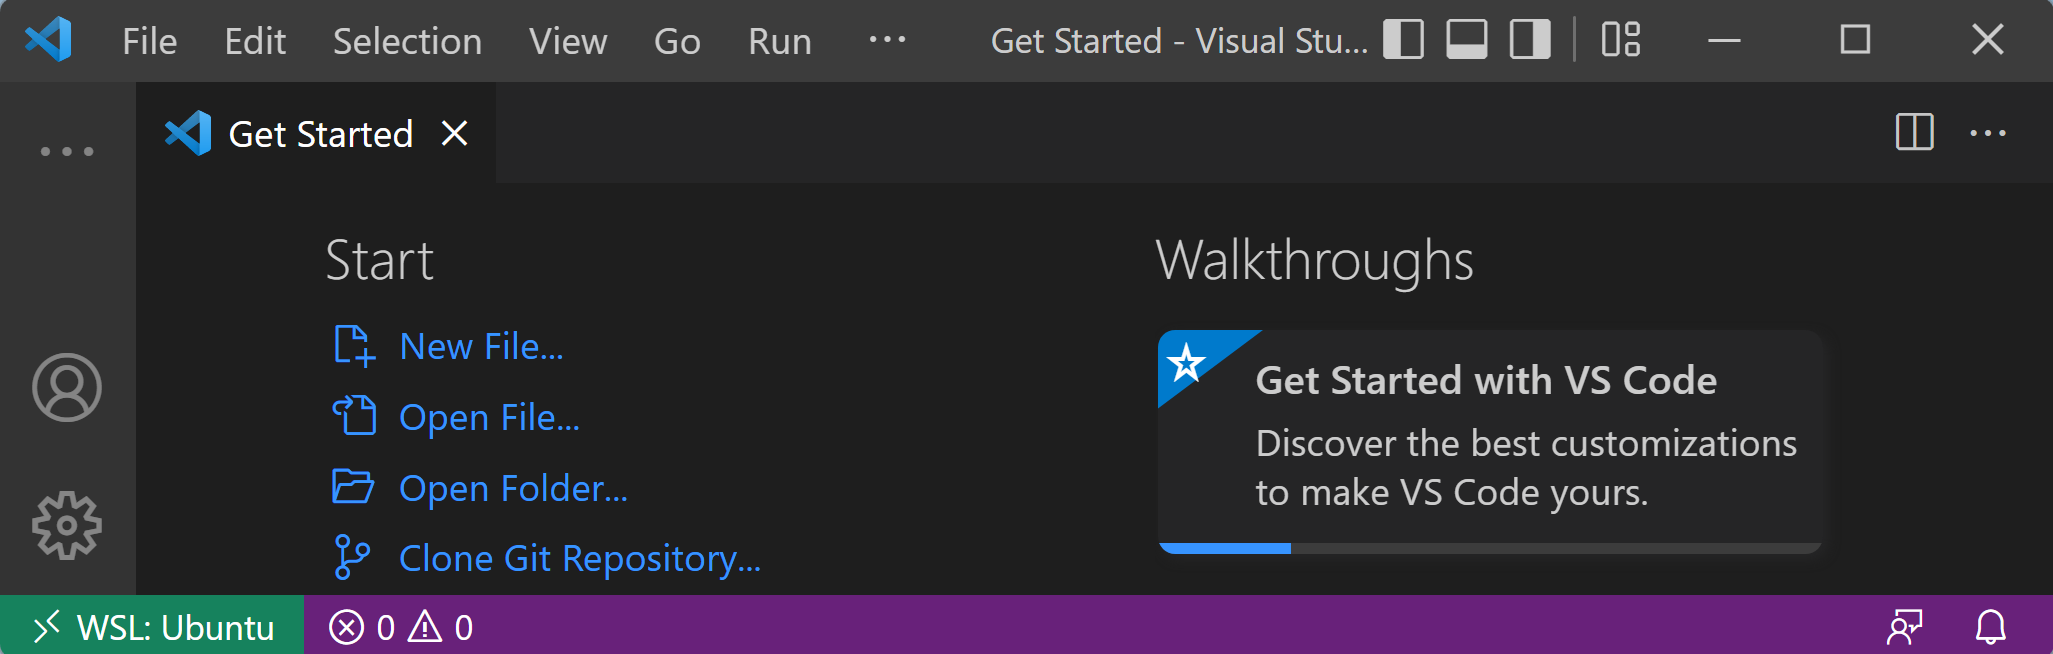 File Edit Selection View Go Run ··· Get Started - Visual Stu...
Get Started
Start
New File...
Open File...
Open Folder...
Clone Git Repository...
Walkthroughs
Get Started with VS Code
Discover the best customizations
to make VS Code yours.
WSL: Ubuntu 0 0